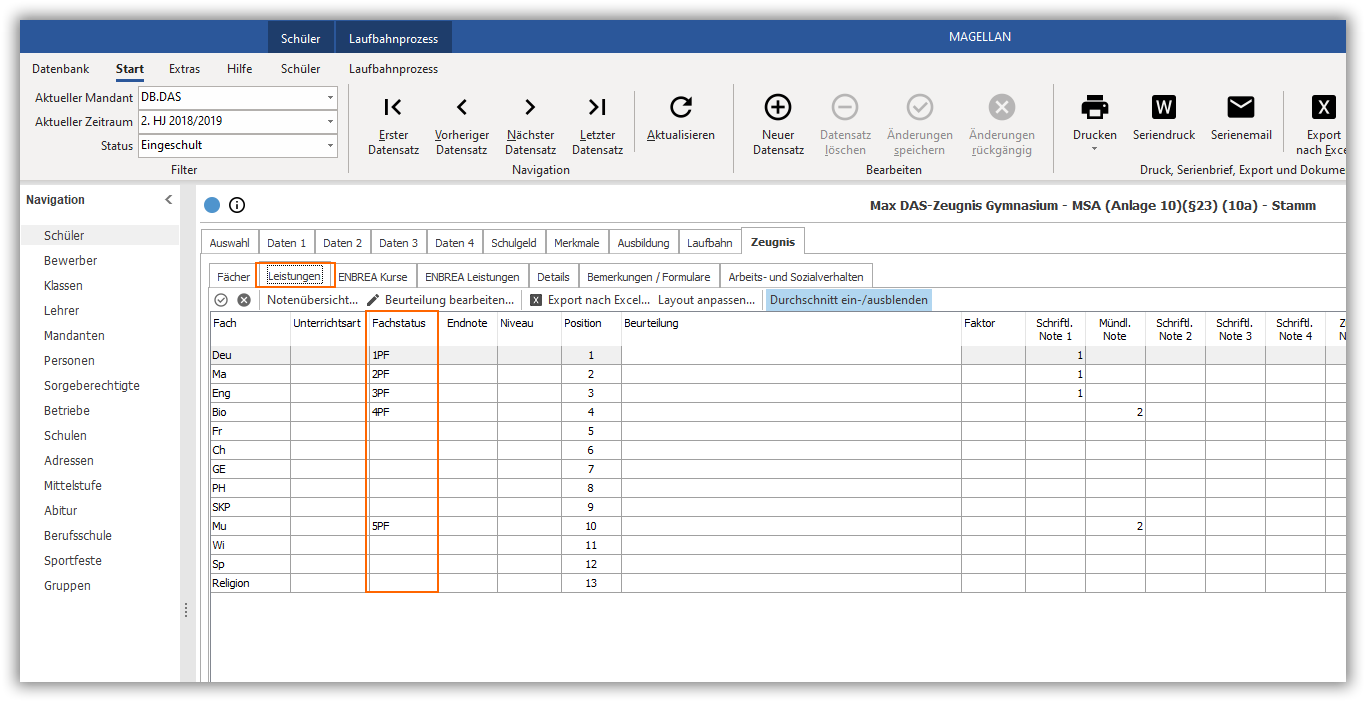 Schüler Laufbahnprozess MAGELLAN
Datenbank Start Extras Hilfe Schüler Laufbahnprozess
Aktueller Mandant DB.DAS
Aktueller Zeitraum 2. HJ 2018/2019
Status Eingeschult
Filter
Erster Datensatz
Vorheriger Datensatz
Nächster Datensatz
Letzter Datensatz
Aktualisieren
Navigation
Neuer Datensatz
Datensatz löschen
Änderungen speichern
Änderungen rückgängig
Bearbeiten
Drucken
W Seriendruck
Serienemail
X Export nach Exce
Druck, Serienbrief, Export und Dokume
Navigation
Schüler
Bewerber
Klassen
Lehrer
Mandanten
Personen
Sorgeberechtigte
Betriebe
Schulen
Adressen
Mittelstufe
Abitur
Berufsschule
Sportfeste
Gruppen
Max DAS-Zeugnis Gymnasium - MSA (Anlage 10)(§23) (10a) - Stamm
Auswahl Daten 1 Daten 2 Daten 3 Daten 4 Schulgeld Merkmale Ausbildung Laufbahn Zeugnis
Fächer Leistungen ENBREA Kurse ENBREA Leistungen Details Bemerkungen / Formulare Arbeits- und Sozialverhalten
Notenübersicht... Beurteilung bearbeiten... X Export nach Excel... Layout anpassen... Durchschnitt ein-/ausblenden
Fach Unterrichtsart Fachstatus Endnote Niveau Position Beurteilung Faktor Schriftl. Note 1 Mündl. Note Schriftl. Note 2 Schriftl. Note 3 Schriftl. Note 4 Z N
Deu 1PF 1 1
Ma 2PF 2 1
Eng 3PF 3 1
Bio 4PF 4 2
Fr 5
Ch 6
GE 7
PH 8
SKP 9
Mu 5PF 10 2
Wi 11
Sp 12
Religion 13